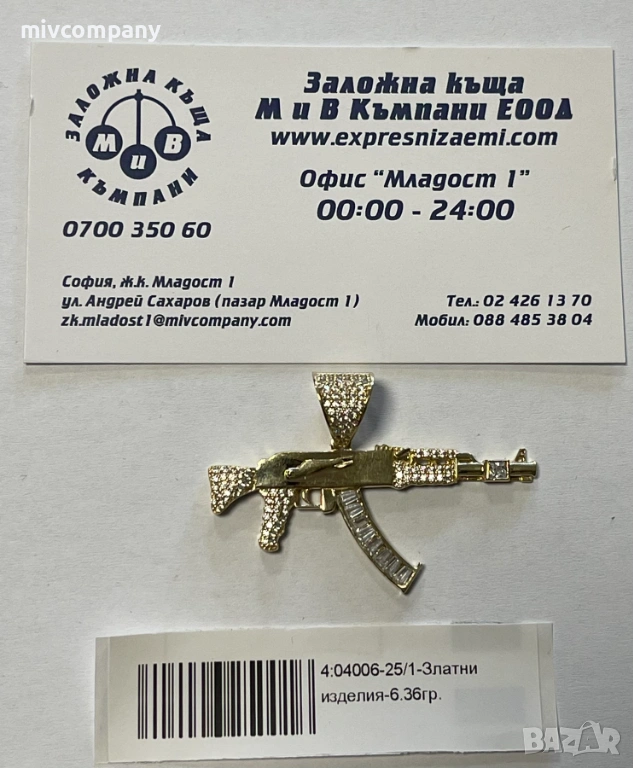 mivcompany
ЗАЛОЖНА КЪЩА
М и В
КЪМПАНИ
0700 350 60
Заложна къща
М и В Къмпани ЕООД
www.expresnizaemi.com
Офис "Младост 1"
00:00 - 24:00
София, ж.к. Младост 1
ул. Андрей Сахаров (пазар Младост 1)
zk.mladost1@mivcompany.com
Тел.: 02 426 13 70
Мобил.: 088 485 38 04
4:04006-25/1-Златни
изделия-6.36гр.
BAZAR